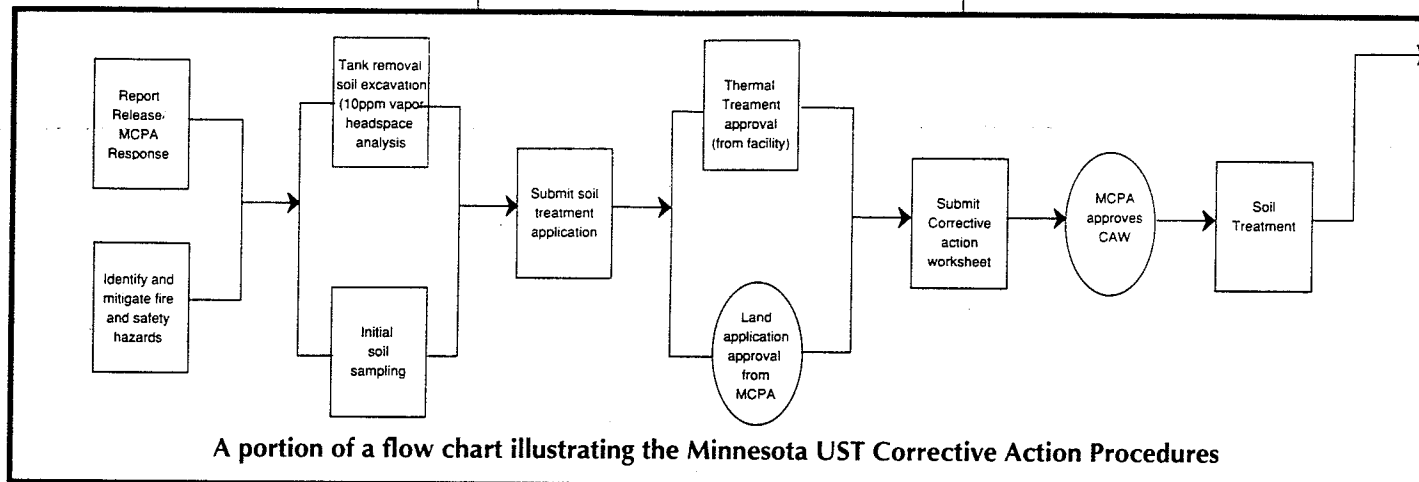 Report
Release,
MCPA
Response
Identify and
mitigate fire
and safety
hazards
Tank removal
soil excavation
(10ppm vapor
headspace
analysis
Initial
soil
sampling
Submit soil
treatment
application
Thermal
Treament
approval
(from facility)
Land
application
approval
from
MCPA
Submit
Corrective
action
worksheet
MCPA
approves
CAW
Soil
Treatment
A portion of a flow chart illustrating the Minnesota UST Corrective Action Procedures